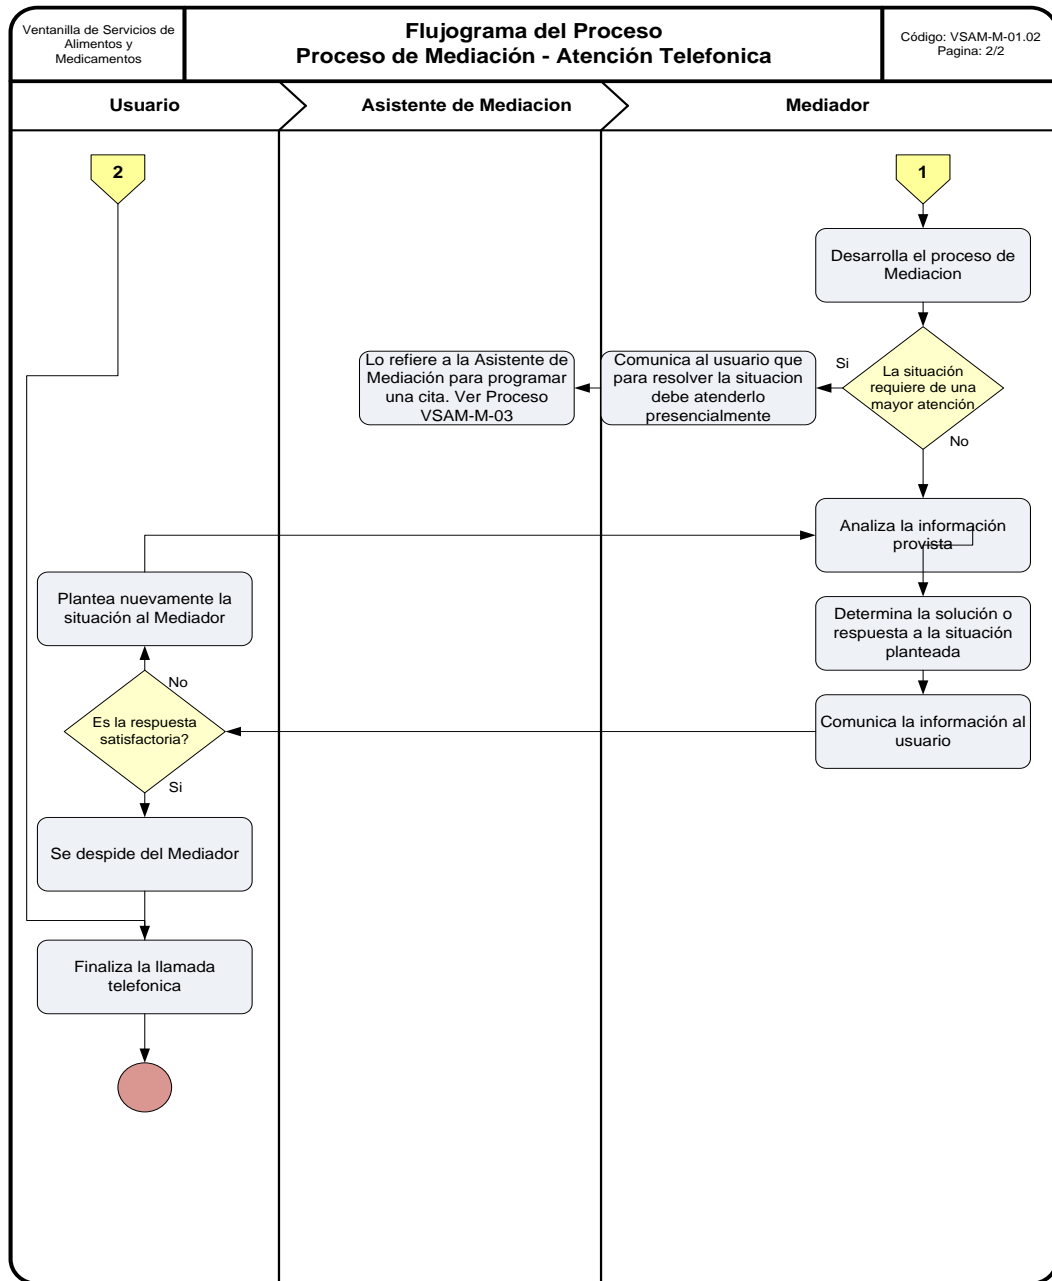 Ventanilla de Servicios de
Alimentos y
Medicamentos
Flujograma del Proceso
Proceso de Mediación - Atención Telefonica
Código: VSAM-M-01.02
Pagina: 2/2
Usuario
Asistente de Mediacion
Mediador
2
1
Desarrolla el proceso de
Mediacion
La situación
requiere de una
mayor atención
Si
No
Comunica al usuario que
para resolver la situacion
debe atenderlo
presencialmente
Lo refiere a la Asistente de
Mediación para programar
una cita. Ver Proceso
VSAM-M-03
Analiza la información
provista
Determina la solución o
respuesta a la situación
planteada
Comunica la información al
usuario
Plantea nuevamente la
situación al Mediador
No
Es la respuesta
satisfactoria?
Si
Se despide del Mediador
Finaliza la llamada
telefonica